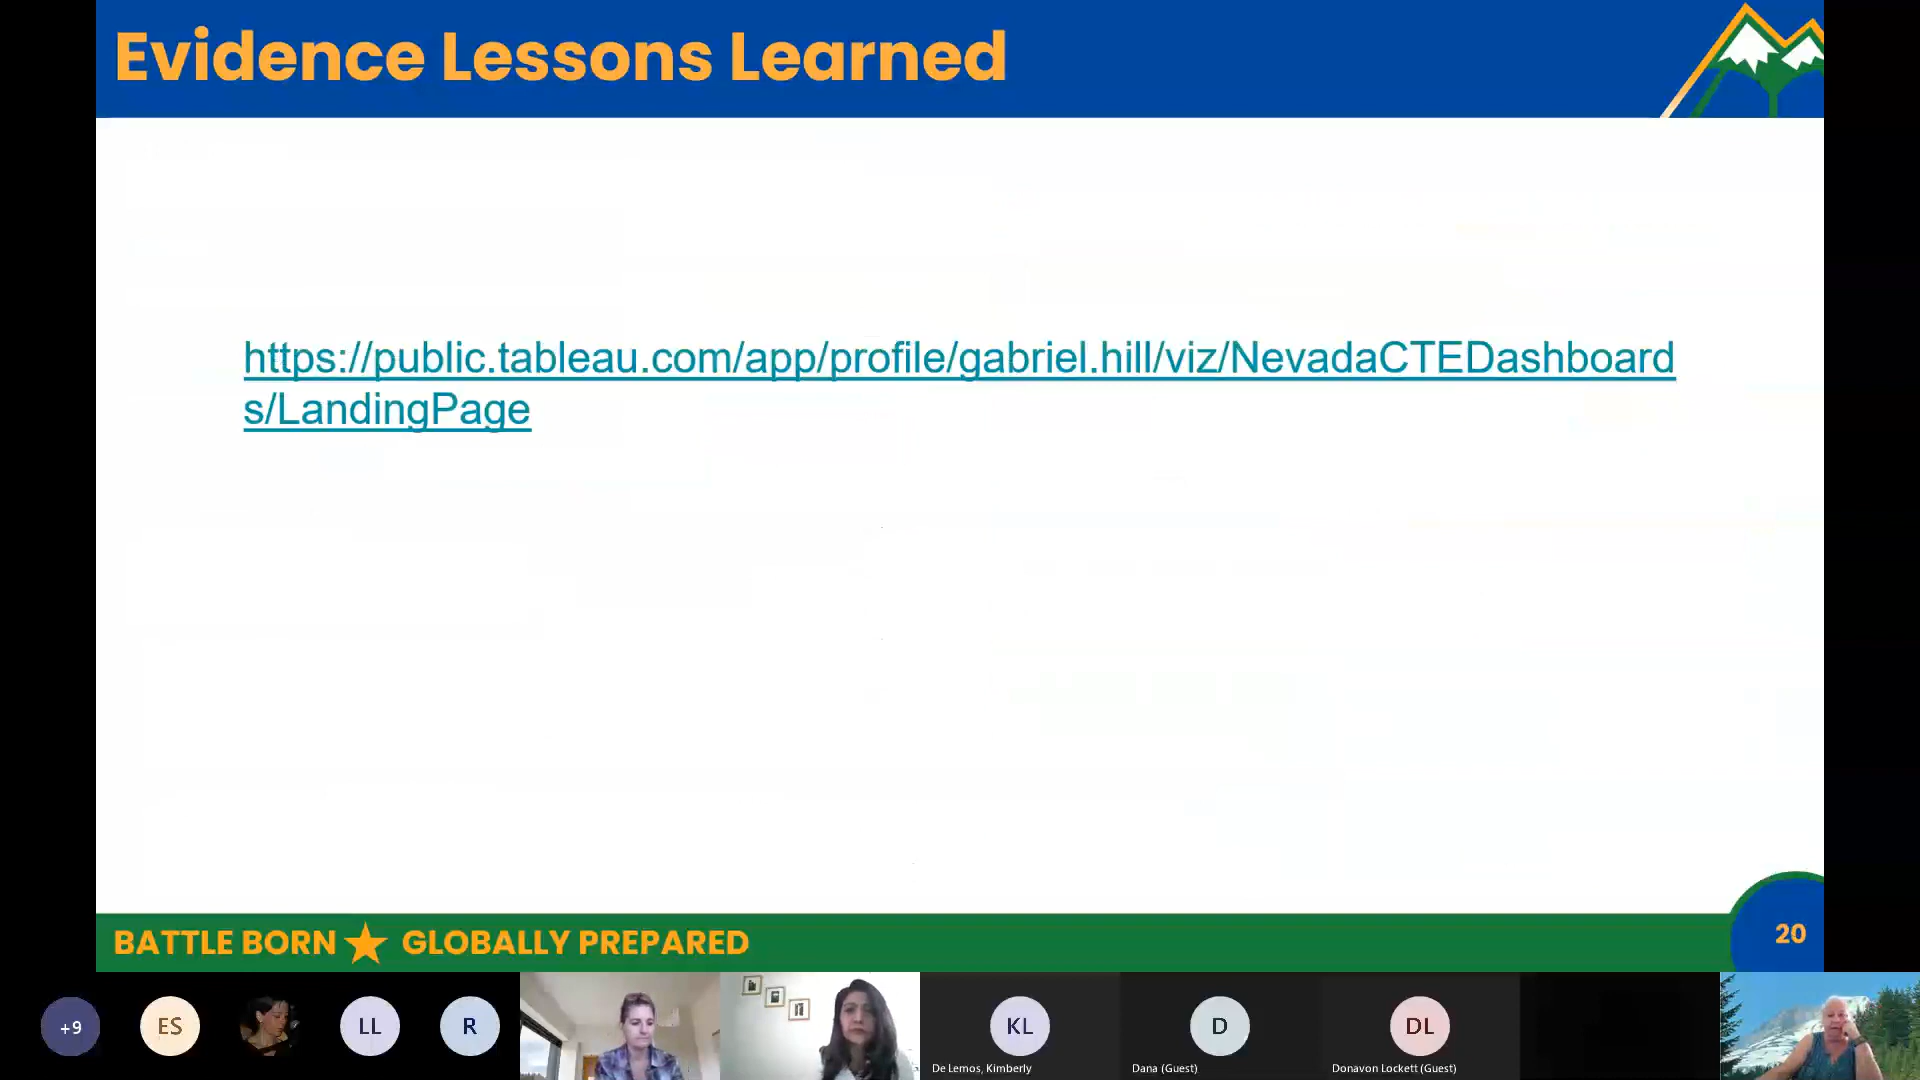 Evidence Lessons Learned
https://public.tableau.com/app/profile/gabriel.hill/viz/NevadaCTEDashboard
s/LandingPage
BATTLE BORN GLOBALLY PREPARED
20
+9
ES
LL
R
KL
De Lemos, Kimberly
D
Dana (Guest)
DL
Donavon Lockett (Guest)